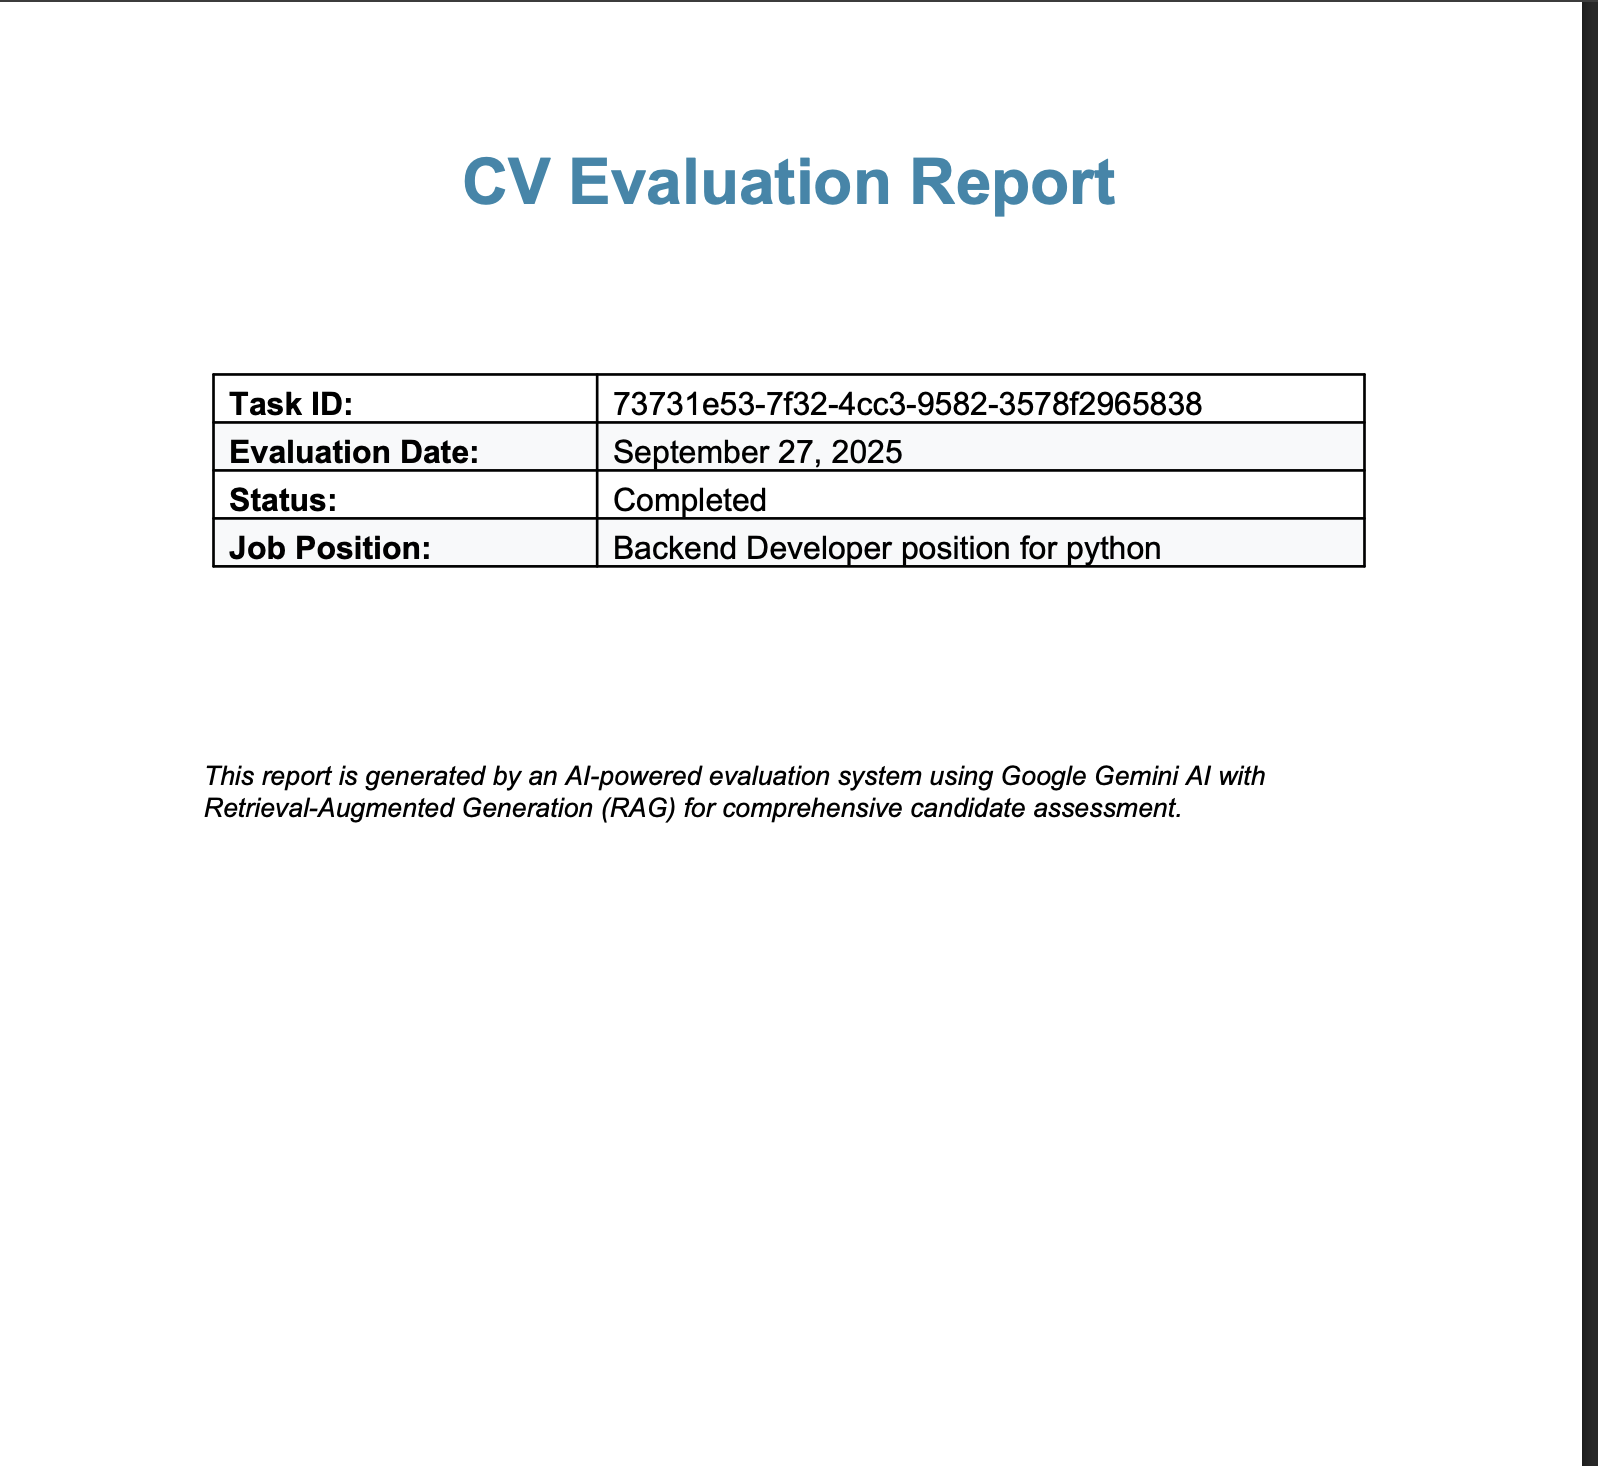 CV Evaluation Report
Task ID: 73731e53-7f32-4cc3-9582-3578f2965838
Evaluation Date: September 27, 2025
Status: Completed
Job Position: Backend Developer position for python
This report is generated by an AI-powered evaluation system using Google Gemini AI with
Retrieval-Augmented Generation (RAG) for comprehensive candidate assessment.